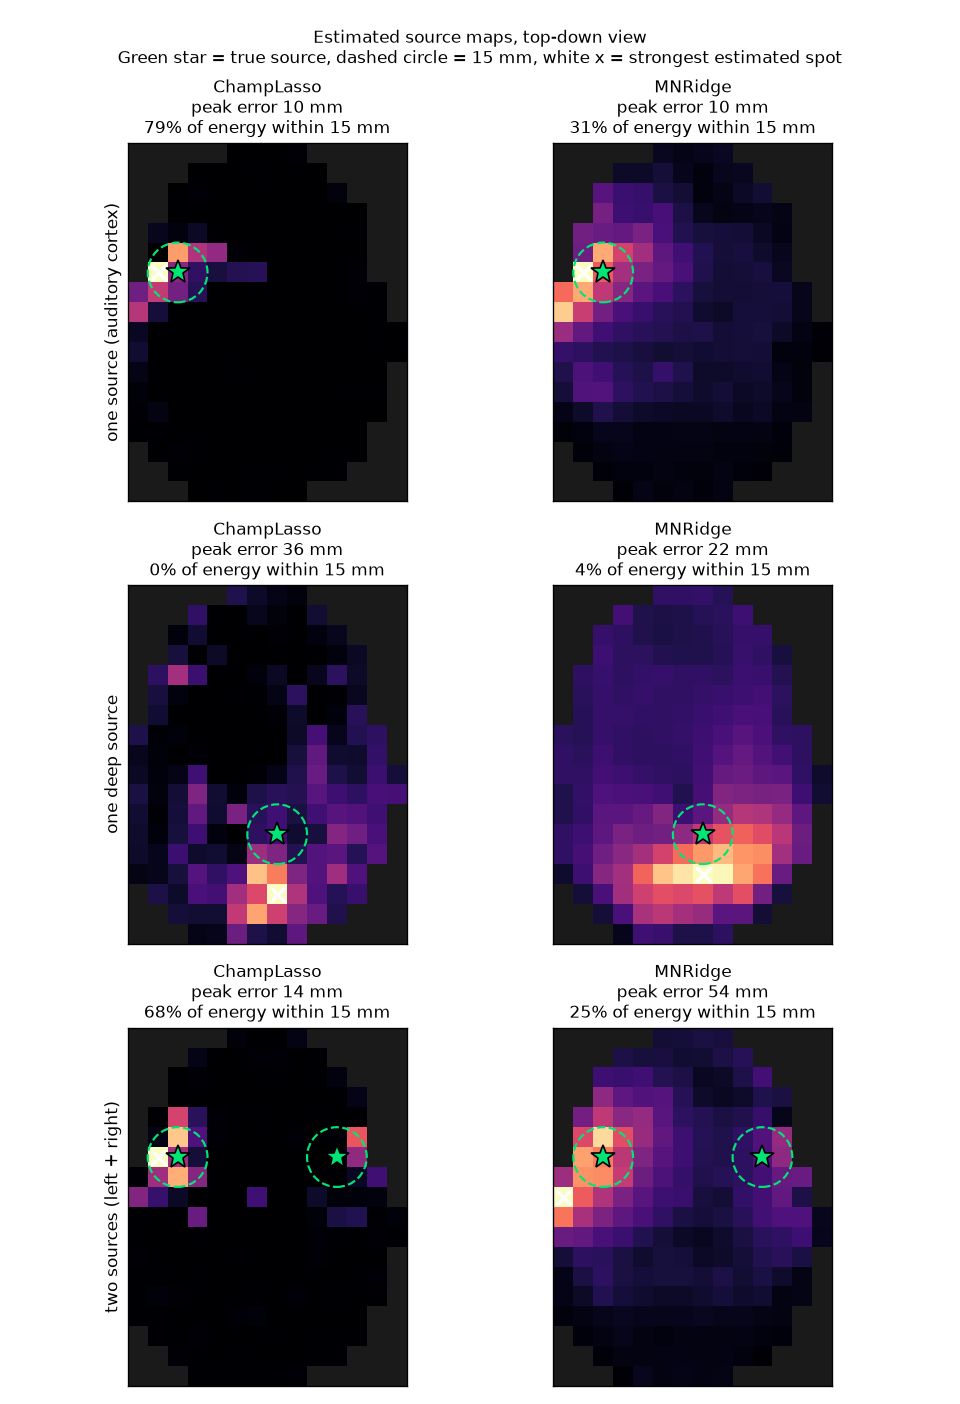 Estimated source maps, top-down view
Green star = true source, dashed circle = 15 mm, white x = strongest estimated spot
ChampLasso
peak error 10 mm
79% of energy within 15 mm
MNRidge
peak error 10 mm
31% of energy within 15 mm
one source (auditory cortex)
ChampLasso
peak error 36 mm
0% of energy within 15 mm
MNRidge
peak error 22 mm
4% of energy within 15 mm
one deep source
ChampLasso
peak error 14 mm
68% of energy within 15 mm
MNRidge
peak error 54 mm
25% of energy within 15 mm
two sources (left + right)